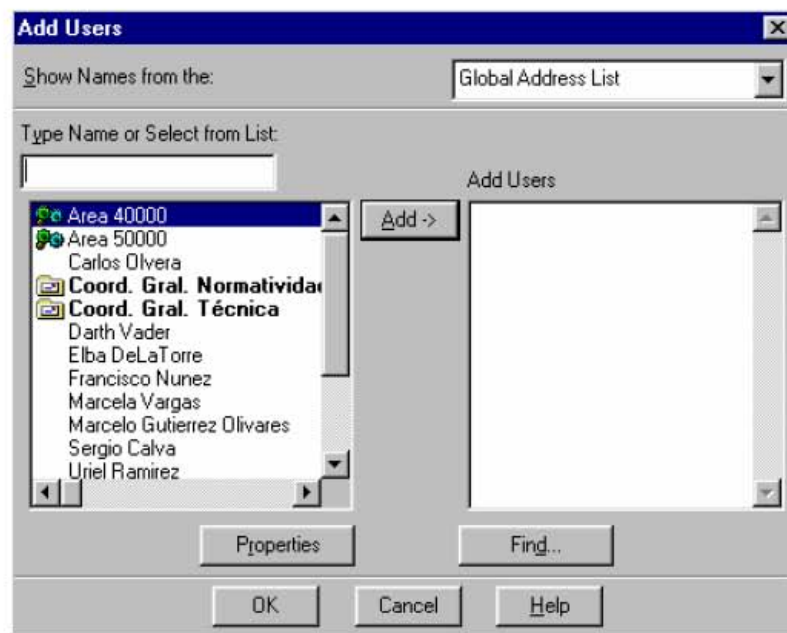 Add Users
Show Names from the:
Global Address List
Type Name or Select from List:
Add Users
Area 40000
Add ->
Area 50000
Carlos Olvera
Coord. Gral. Normatividad
Coord. Gral. Técnica
Darth Vader
Elba DeLaTorre
Francisco Nunez
Marcela Vargas
Marcelo Gutierrez Olivares
Sergio Calva
Uriel Ramirez
Properties
Find...
OK
Cancel
Help